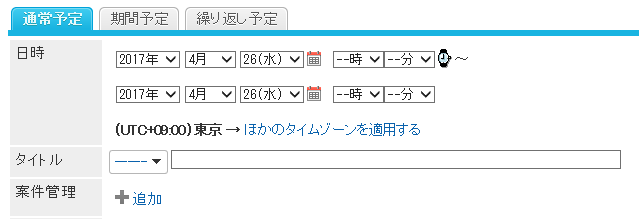 通常予定 期間予定 繰り返し予定
日時 2017年 4月 26(水) --時 --分 ～
2017年 4月 26(水) --時 --分
(UTC+09:00) 東京 → ほかのタイムゾーンを適用する
タイトル -----
案件管理 追加